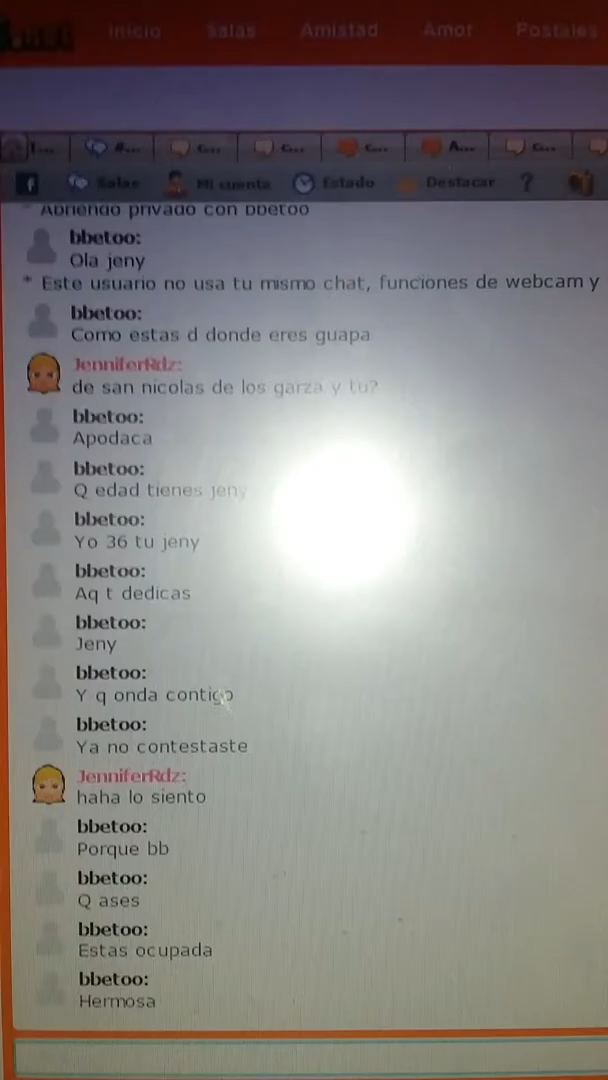 Inicio Salas Amistad Amor Postales
Salas Mi cuenta Estado Destacar ?
* Abriendo privado con bbetoo
bbetoo:
Ola jeny
* Este usuario no usa tu mismo chat, funciones de webcam y
bbetoo:
Como estas d donde eres guapa
JenniferRdz:
de san nicolas de los garza y tu?
bbetoo:
Apodaca
bbetoo:
Q edad tienes jeny
bbetoo:
Yo 36 tu jeny
bbetoo:
Aq t dedicas
bbetoo:
Jeny
bbetoo:
Y q onda contigo
bbetoo:
Ya no contestaste
JenniferRdz:
haha lo siento
bbetoo:
Porque bb
bbetoo:
Q ases
bbetoo:
Estas ocupada
bbetoo:
Hermosa